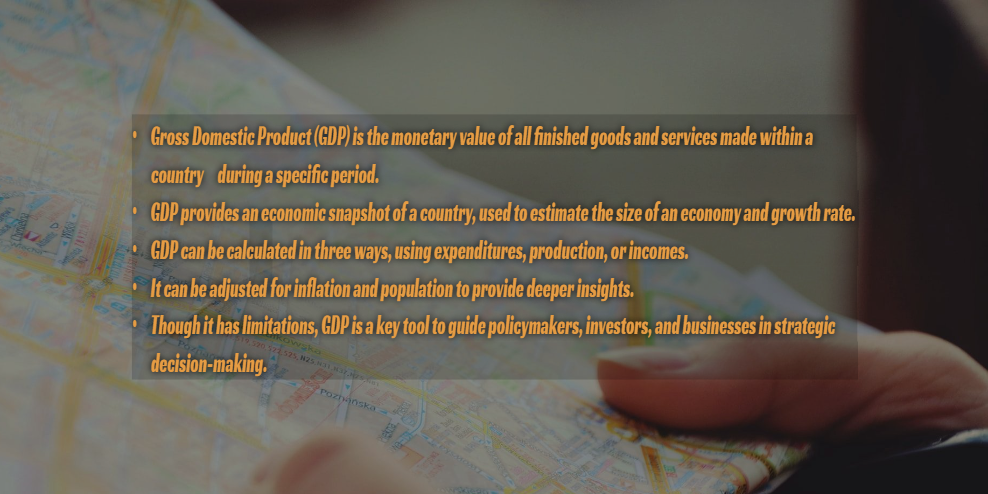 • Gross Domestic Product (GDP) is the monetary value of all finished goods and services made within a
country during a specific period.
• GDP provides an economic snapshot of a country, used to estimate the size of an economy and growth rate.
• GDP can be calculated in three ways, using expenditures, production, or incomes.
• It can be adjusted for inflation and population to provide deeper insights.
• Though it has limitations, GDP is a key tool to guide policymakers, investors, and businesses in strategic
decision-making.
Poznańska